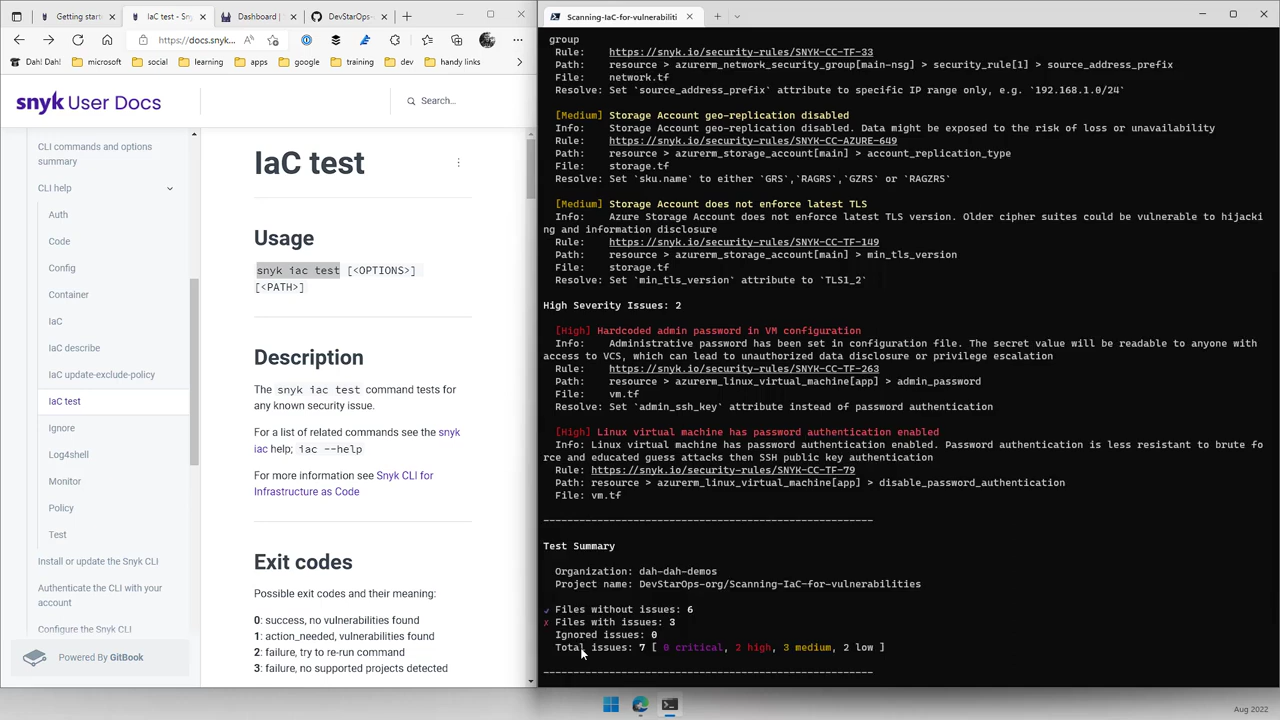 Getting starte
IaC test - Sny
Dashboard |
DevStarOps-
https://docs.snyk...
Dah! Dah!
microsoft
social
learning
apps
google
training
dev
handy links
snyk User Docs
Search...
CLI commands and options
summary
CLI help
Auth
Code
Config
Container
IaC
IaC describe
IaC update-exclude-policy
IaC test
Ignore
Log4shell
Monitor
Policy
Test
Install or update the Snyk CLI
Authenticate the CLI with your
account
Configure the Snyk CLI
Powered By GitBook
IaC test
Usage
snyk iac test [<OPTIONS>]
[<PATH>]
Description
The snyk iac test command tests for
any known security issue.
For a list of related commands see the snyk
iac help; iac --help
For more information see Snyk CLI for
Infrastructure as Code
Exit codes
Possible exit codes and their meaning:
0: success, no vulnerabilities found
1: action_needed, vulnerabilities found
2: failure, try to re-run command
3: failure, no supported projects detected
Scanning-IaC-for-vulnerabiliti
group
Rule: https://snyk.io/security-rules/SNYK-CC-TF-33
Path: resource > azurerm_network_security_group[main-nsg] > security_rule[1] > source_address_prefix
File: network.tf
Resolve: Set `source_address_prefix` attribute to specific IP range only, e.g. `192.168.1.0/24`
[Medium] Storage Account geo-replication disabled
Info: Storage Account geo-replication disabled. Data might be exposed to the risk of loss or unavailability
Rule: https://snyk.io/security-rules/SNYK-CC-AZURE-649
Path: resource > azurerm_storage_account[main] > account_replication_type
File: storage.tf
Resolve: Set `sku.name` to either `GRS`,`RAGRS`,`GZRS` or `RAGZRS`
[Medium] Storage Account does not enforce latest TLS
Info: Azure Storage Account does not enforce latest TLS version. Older cipher suites could be vulnerable to hijacki
ng and information disclosure
Rule: https://snyk.io/security-rules/SNYK-CC-TF-149
Path: resource > azurerm_storage_account[main] > min_tls_version
File: storage.tf
Resolve: Set `min_tls_version` attribute to `TLS1_2`
High Severity Issues: 2
[High] Hardcoded admin password in VM configuration
Info: Administrative password has been set in configuration file. The secret value will be readable to anyone with
access to VCS, which can lead to unauthorized data disclosure or privilege escalation
Rule: https://snyk.io/security-rules/SNYK-CC-TF-263
Path: resource > azurerm_linux_virtual_machine[app] > admin_password
File: vm.tf
Resolve: Set `admin_ssh_key` attribute instead of password authentication
[High] Linux virtual machine has password authentication enabled
Info: Linux virtual machine has password authentication enabled. Password authentication is less resistant to brute fo
rce and educated guess attacks then SSH public key authentication
Rule: https://snyk.io/security-rules/SNYK-CC-TF-79
Path: resource > azurerm_linux_virtual_machine[app] > disable_password_authentication
File: vm.tf
Test Summary
Organization: dah-dah-demos
Project name: DevStarOps-org/Scanning-IaC-for-vulnerabilities
✓ Files without issues: 6
✗ Files with issues: 3
Ignored issues: 0
Total issues: 7 [ 0 critical, 2 high, 3 medium, 2 low ]
Aug 2022